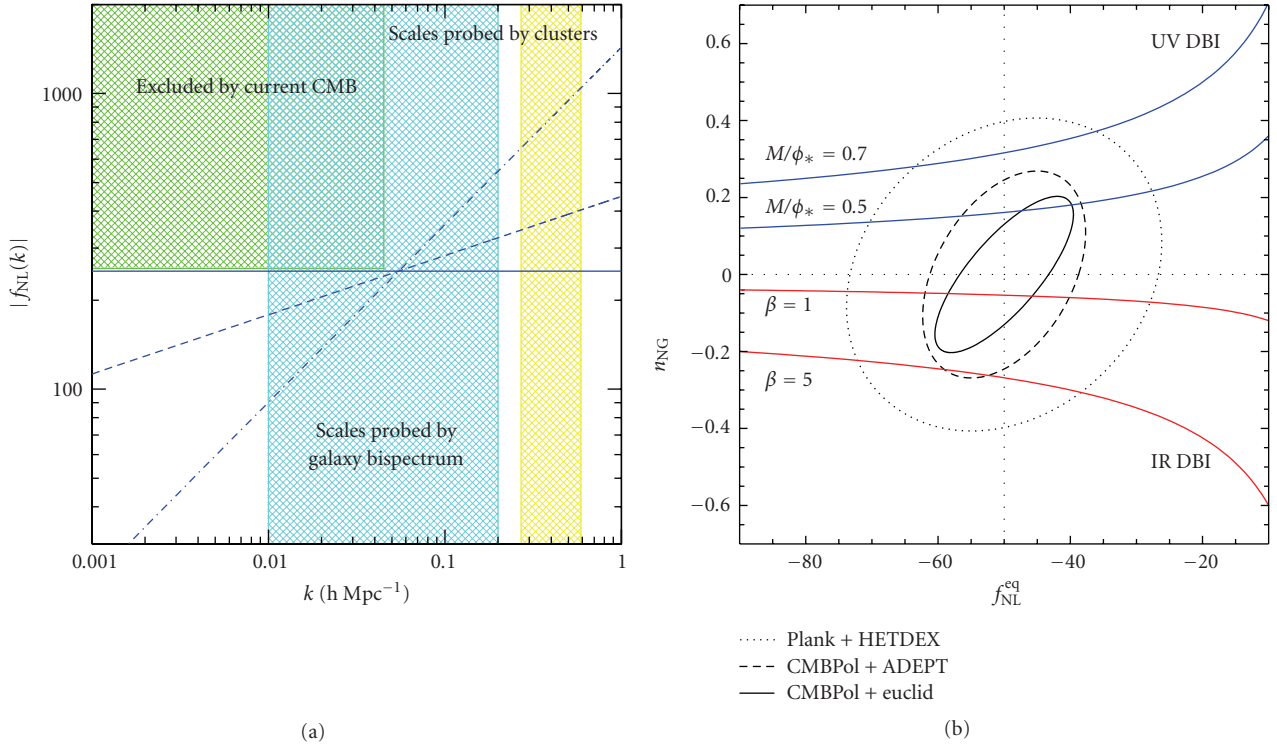 Scales probed by clusters
Excluded by current CMB
Scales probed by
galaxy bispectrum
1000
100
| f_NL(k) |
0.001
0.01
0.1
1
k (h Mpc⁻¹)
(a)
UV DBI
M/ϕ∗ = 0.7
M/ϕ∗ = 0.5
β = 1
β = 5
IR DBI
0.6
0.4
0.2
0
−0.2
−0.4
−0.6
n_NG
−80
−60
−40
−20
f_NL^eq
Plank + HETDEX
CMBPol + ADEPT
CMBPol + euclid
(b)